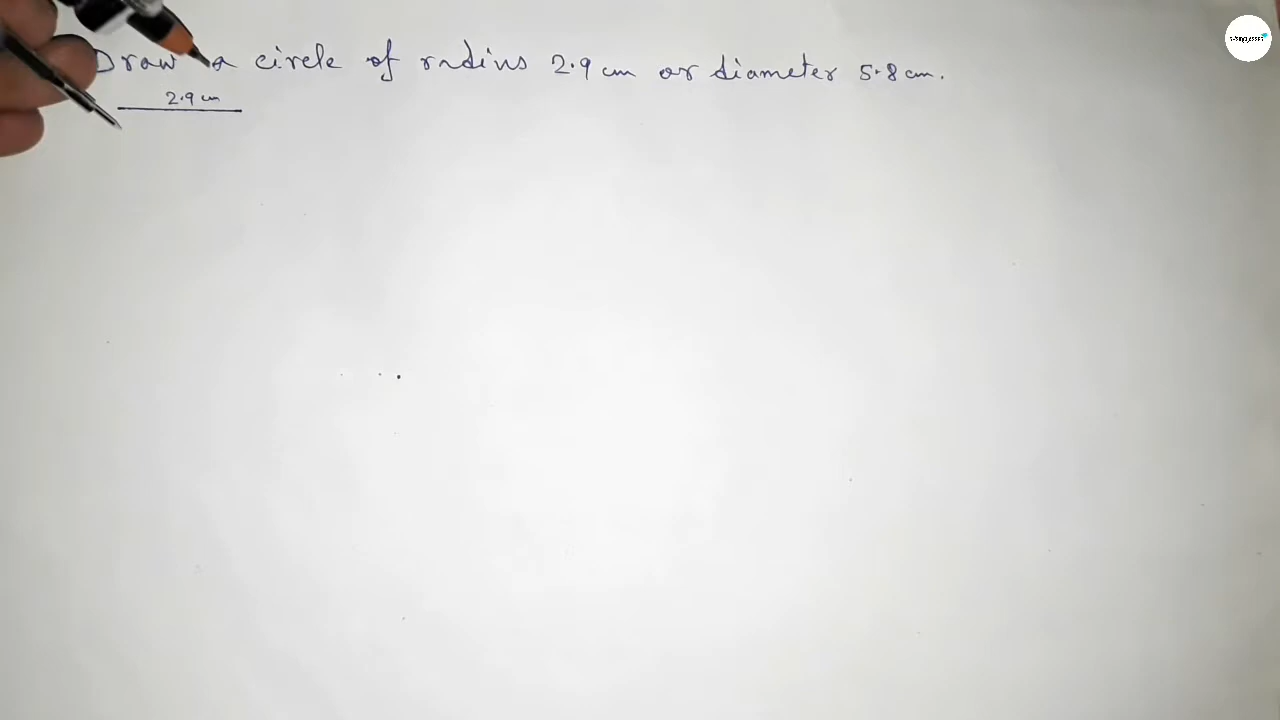 Draw a circle of radius 2.9 cm or diameter 5.8 cm.
2.9 cm